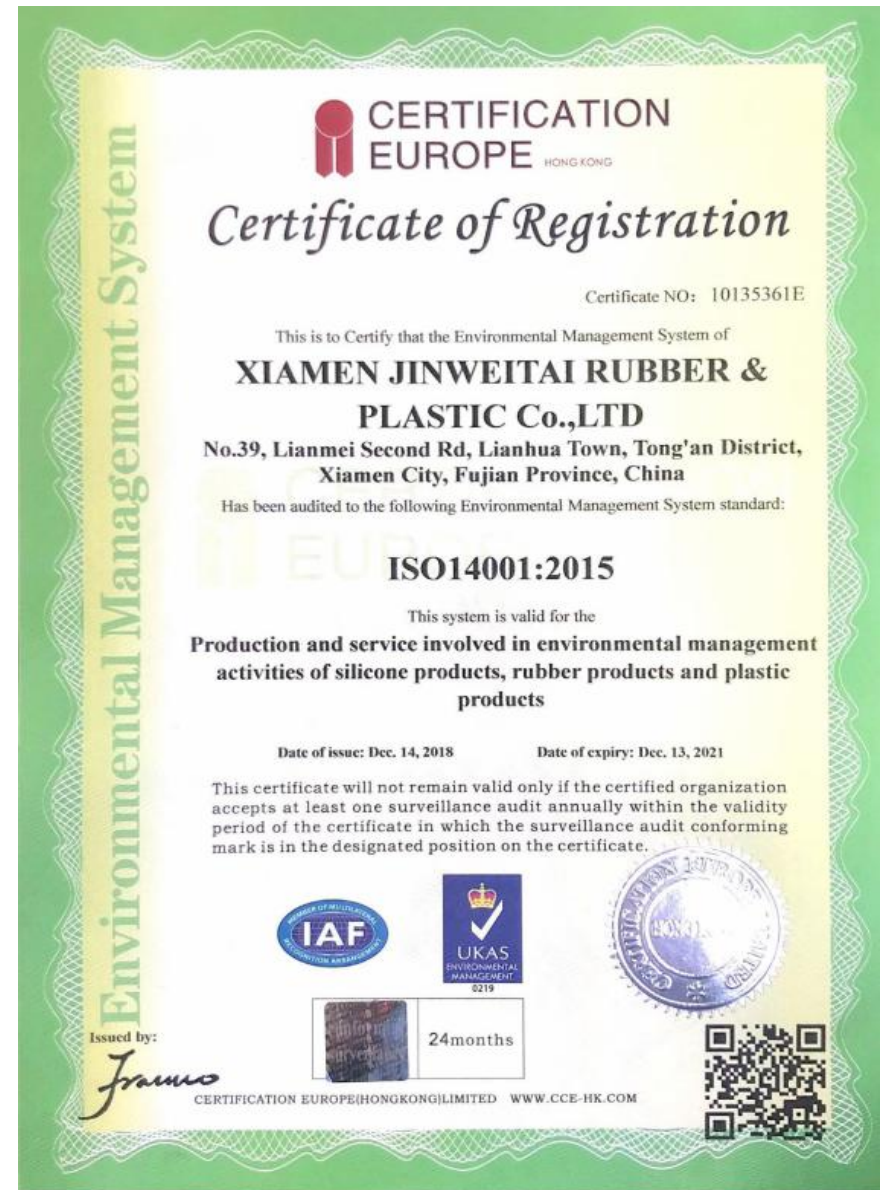 CERTIFICATION
EUROPE HONG KONG
Certificate of Registration
Environmental Management System
Certificate NO: 10135361E
This is to Certify that the Environmental Management System of
XIAMEN JINWEITAI RUBBER &
PLASTIC Co.,LTD
No.39, Lianmei Second Rd, Lianhua Town, Tong'an District,
Xiamen City, Fujian Province, China
Has been audited to the following Environmental Management System standard:
ISO14001:2015
This system is valid for the
Production and service involved in environmental management
activities of silicone products, rubber products and plastic
products
Date of issue: Dec. 14, 2018 Date of expiry: Dec. 13, 2021
This certificate will not remain valid only if the certified organization
accepts at least one surveillance audit annually within the validity
period of the certificate in which the surveillance audit conforming
mark is in the designated position on the certificate.
MEMBER OF MULTILATERAL
IAF
RECOGNITION ARRANGEMENT
UKAS
ENVIRONMENTAL
MANAGEMENT
0219
24months
Issued by:
CERTIFICATION EUROPE(HONGKONG)LIMITED WWW.CCE-HK.COM